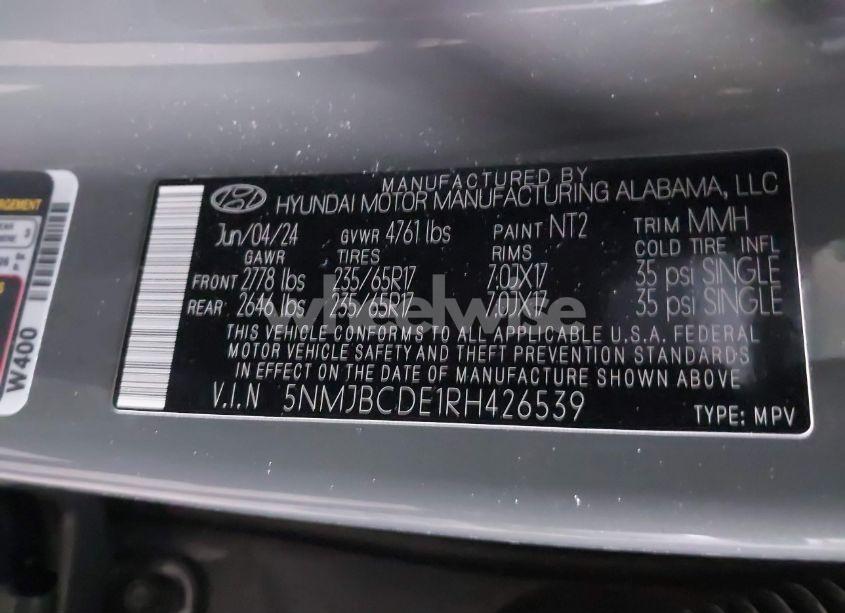 MANUFACTURED BY
HYUNDAI MOTOR MANUFACTURING ALABAMA, LLC
Jun/04/24 GVWR 4761 lbs PAINT NT2 TRIM MMH
GAWR TIRES RIMS COLD TIRE INFL
FRONT 2778 lbs 235/65R17 7.0JX17 35 psi SINGLE
REAR 2646 lbs 235/65R17 7.0JX17 35 psi SINGLE
wheelwise
THIS VEHICLE CONFORMS TO ALL APPLICABLE U.S.A. FEDERAL
MOTOR VEHICLE SAFETY AND THEFT PREVENTION STANDARDS
IN EFFECT ON THE DATE OF MANUFACTURE SHOWN ABOVE.
V.I.N 5NMJBCDE1RH426539 TYPE: MPV
W400